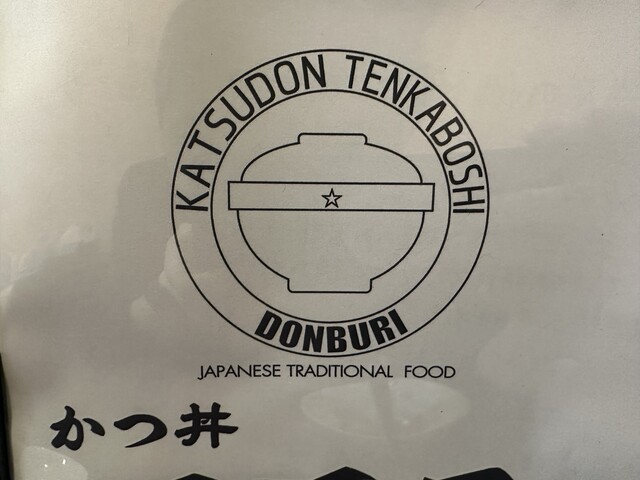 KATSUDON TENKABOSHI
DONBURI
JAPANESE TRADITIONAL FOOD
かつ丼